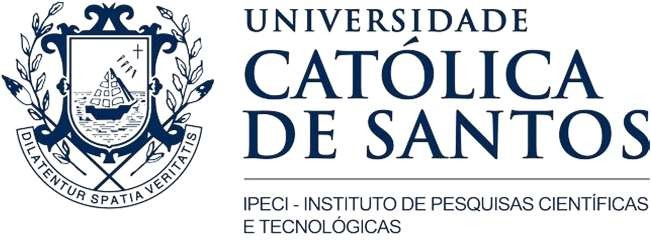 UNIVERSIDADE
CATÓLICA
DE SANTOS
DILATENTUR SPATIA VERITATIS
IPECI - INSTITUTO DE PESQUISAS CIENTÍFICAS
E TECNOLÓGICAS